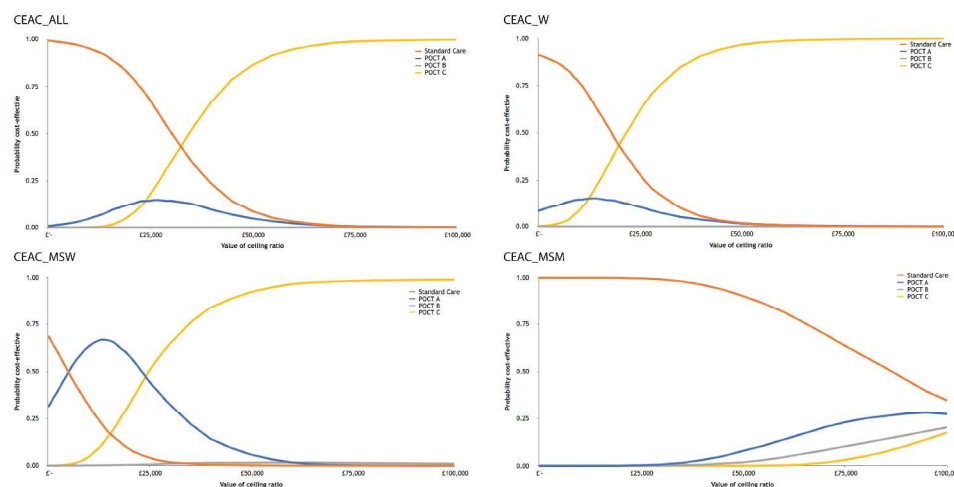 CEAC_ALL
1.00
0.75
0.50
0.25
0.00
Probability cost-effective
Standard Care
POCT A
POCT B
POCT C
£-
£25,000
£50,000
£75,000
£100,000
Value of ceiling ratio
CEAC_W
1.00
0.75
0.50
0.25
0.00
Probability cost-effective
Standard Care
POCT A
POCT B
POCT C
£-
£25,000
£50,000
£75,000
£100,00
Value of ceiling ratio
CEAC_MSW
1.00
0.75
0.50
0.25
0.00
Probability cost-effective
Standard Care
POCT A
POCT B
POCT C
£-
£25,000
£50,000
£75,000
£100,000
Value of ceiling ratio
CEAC_MSM
1.00
0.75
0.50
0.25
0.00
Probability cost-effective
Standard Care
POCT A
POCT B
POCT C
£-
£25,000
£50,000
£75,000
£100,00
Value of ceiling ratio